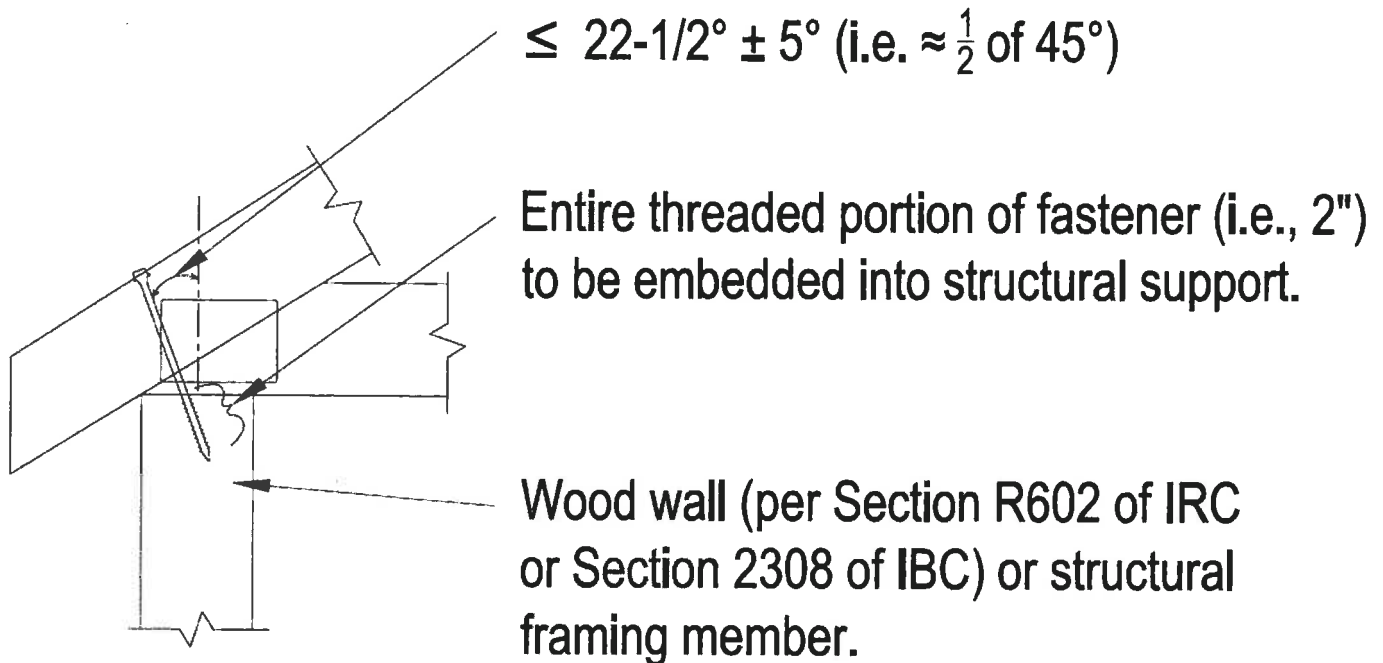 ≤ 22-1/2° ± 5° (i.e. ≈ 1/2 of 45°)
Entire threaded portion of fastener (i.e., 2")
to be embedded into structural support.
Wood wall (per Section R602 of IRC
or Section 2308 of IBC) or structural
framing member.